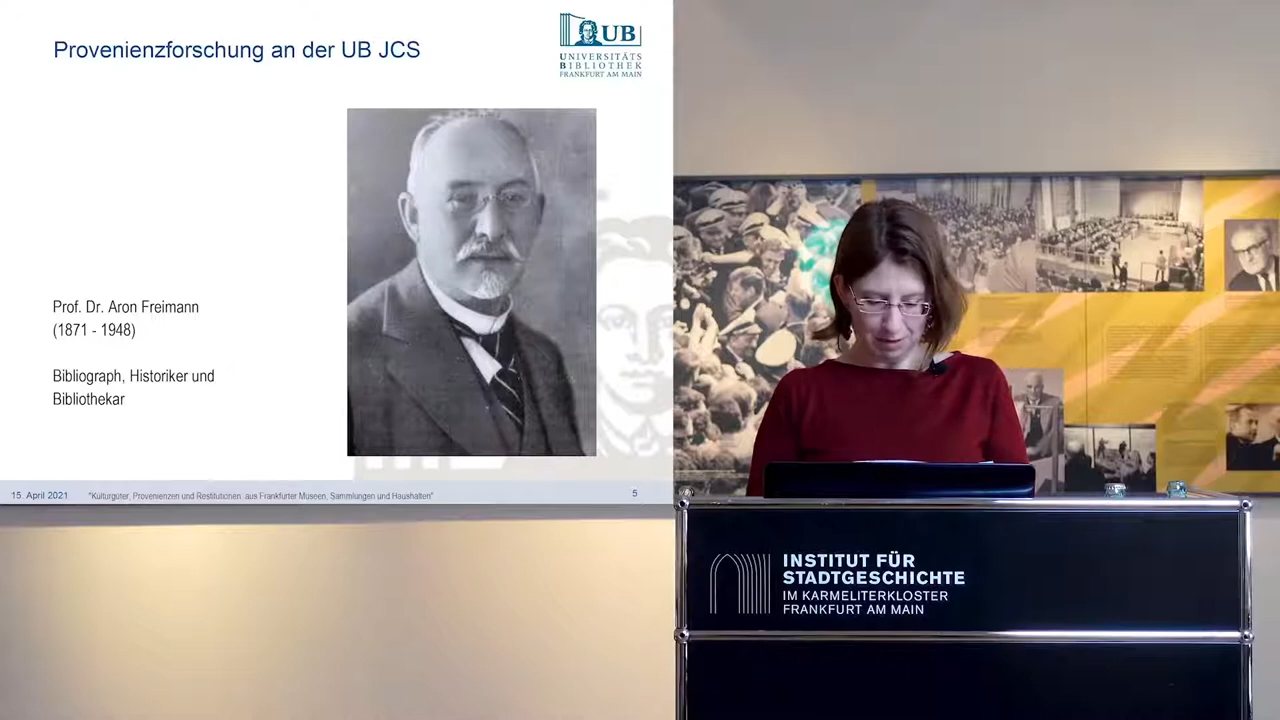 Provenienzforschung an der UB JCS
UB
UNIVERSITÄTS
BIBLIOTHEK
FRANKFURT AM MAIN
Prof. Dr. Aron Freimann
(1871 - 1948)
Bibliograph, Historiker und
Bibliothekar
15. April 2021
"Kulturgüter, Provenienzen und Restitutionen aus Frankfurter Museen, Sammlungen und Haushalten"
5
INSTITUT FÜR
STADTGESCHICHTE
IM KARMELITERKLOSTER
FRANKFURT AM MAIN